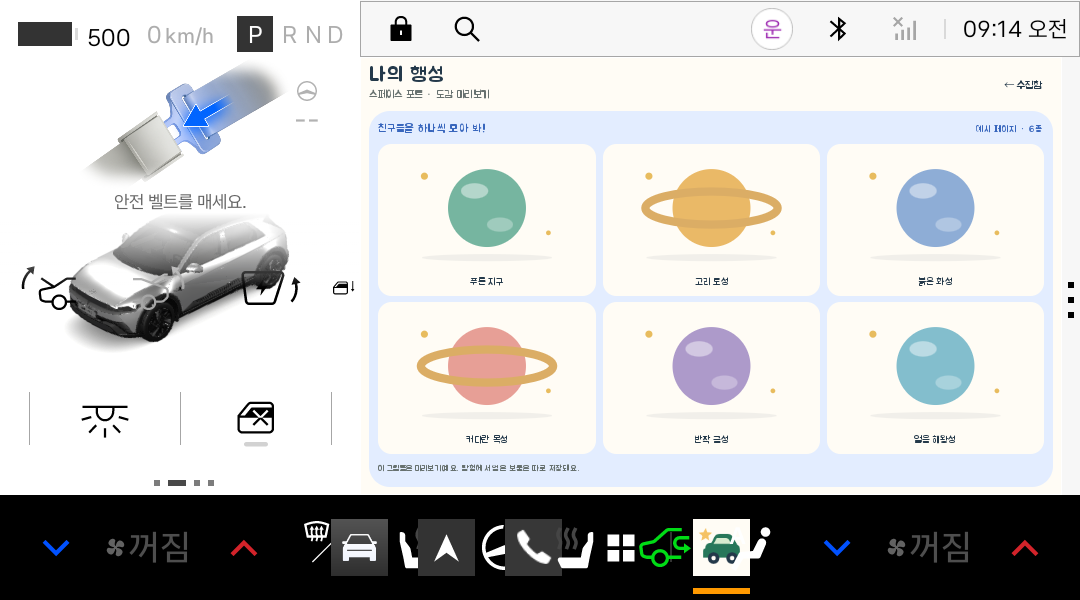 500 0 km/h P R N D
운 09:14 오전
안전 벨트를 매세요.
나의 행성
스페이스 포트 · 도감 미리보기
← 수집함
친구들을 하나씩 모아 봐!
예시 페이지 · 6종
푸른 지구
고리 토성
붉은 화성
커다란 목성
반짝 금성
얼음 해왕성
이 그림들은 미리보기예요. 탐험에서 얻은 보물은 따로 저장돼요.
꺼짐
꺼짐